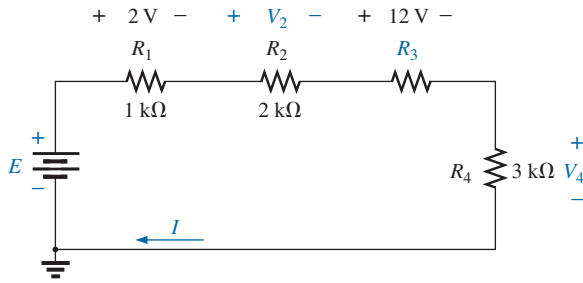 + 2 V − + V₂ − + 12 V −
R₁ R₂ R₃
1 kΩ 2 kΩ
+
E
−
R₄ 3 kΩ
+
V₄
−
I